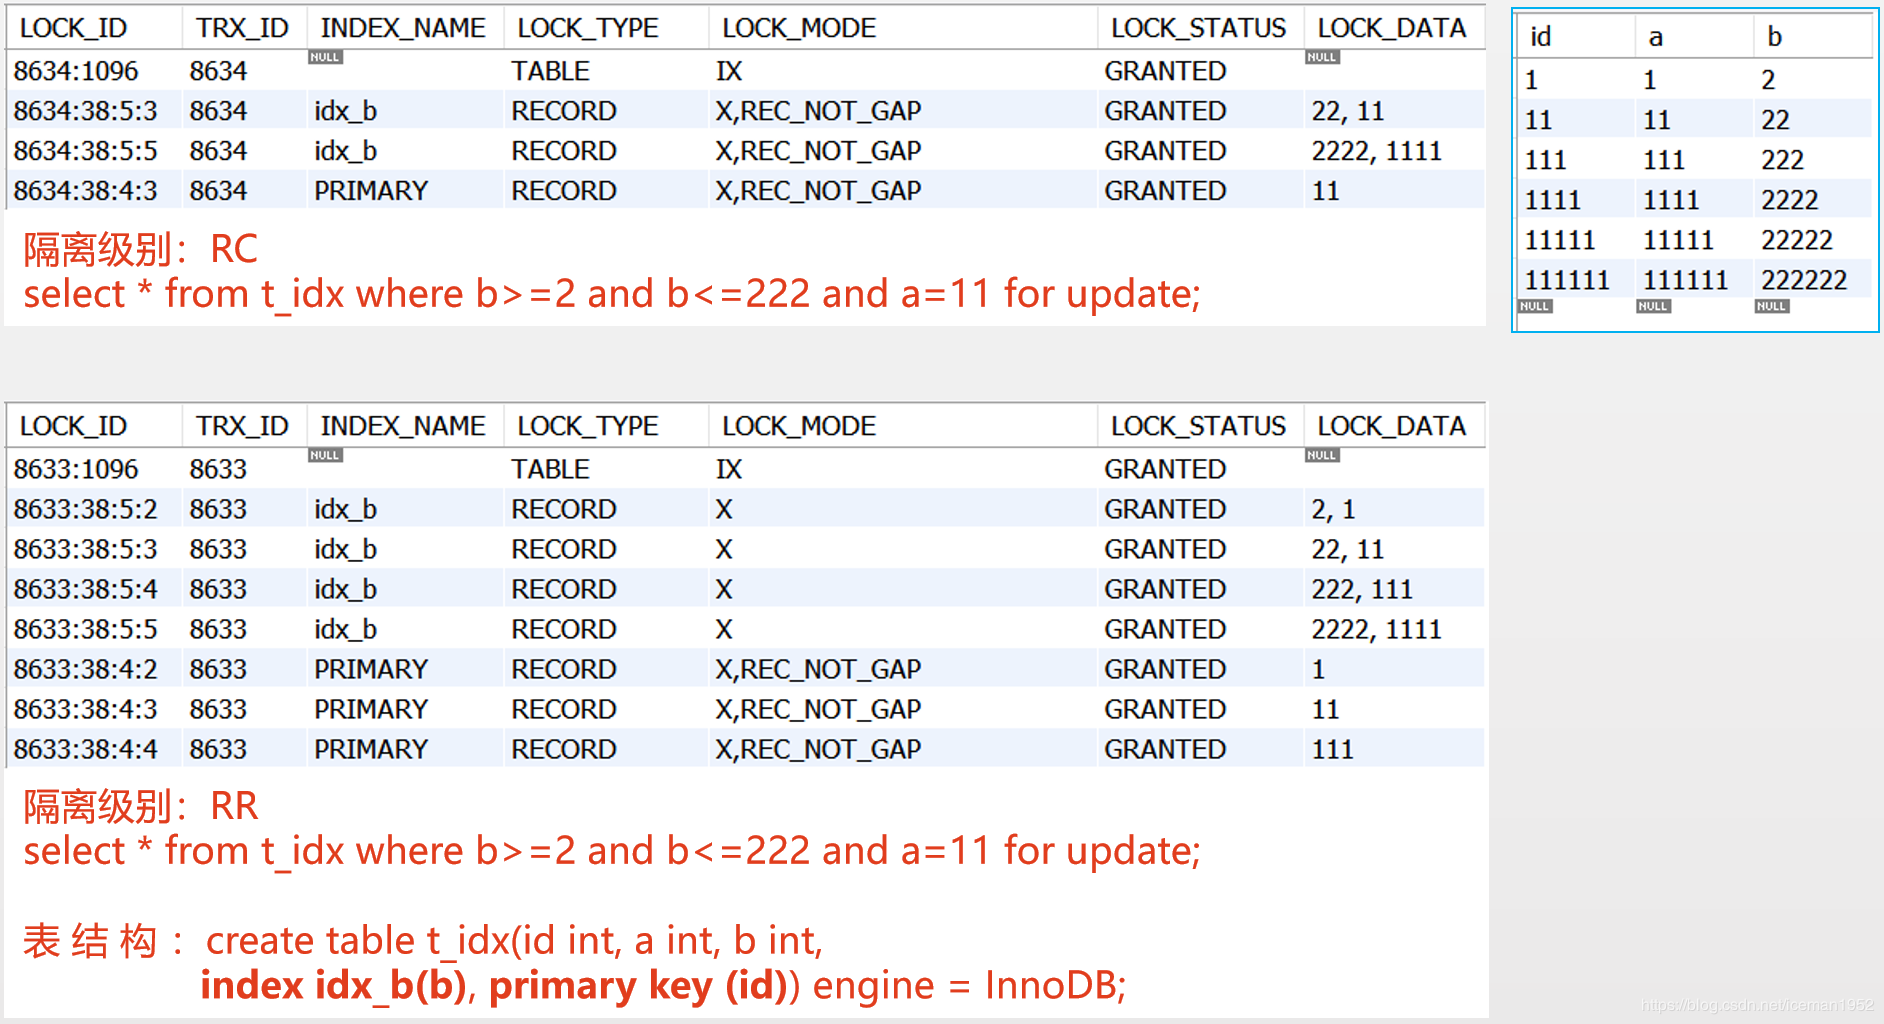 LOCK_ID TRX_ID INDEX_NAME LOCK_TYPE LOCK_MODE LOCK_STATUS LOCK_DATA
8634:1096 8634 NULL TABLE IX GRANTED NULL
8634:38:5:3 8634 idx_b RECORD X,REC_NOT_GAP GRANTED 22, 11
8634:38:5:5 8634 idx_b RECORD X,REC_NOT_GAP GRANTED 2222, 1111
8634:38:4:3 8634 PRIMARY RECORD X,REC_NOT_GAP GRANTED 11
隔离级别：RC
select * from t_idx where b>=2 and b<=222 and a=11 for update;
id a b
1 1 2
11 11 22
111 111 222
1111 1111 2222
11111 11111 22222
111111 111111 222222
NULL NULL NULL
LOCK_ID TRX_ID INDEX_NAME LOCK_TYPE LOCK_MODE LOCK_STATUS LOCK_DATA
8633:1096 8633 NULL TABLE IX GRANTED NULL
8633:38:5:2 8633 idx_b RECORD X GRANTED 2, 1
8633:38:5:3 8633 idx_b RECORD X GRANTED 22, 11
8633:38:5:4 8633 idx_b RECORD X GRANTED 222, 111
8633:38:5:5 8633 idx_b RECORD X GRANTED 2222, 1111
8633:38:4:2 8633 PRIMARY RECORD X,REC_NOT_GAP GRANTED 1
8633:38:4:3 8633 PRIMARY RECORD X,REC_NOT_GAP GRANTED 11
8633:38:4:4 8633 PRIMARY RECORD X,REC_NOT_GAP GRANTED 111
隔离级别：RR
select * from t_idx where b>=2 and b<=222 and a=11 for update;
表 结 构 ：create table t_idx(id int, a int, b int,
index idx_b(b), primary key (id)) engine = InnoDB;
https://blog.csdn.net/iceman1952